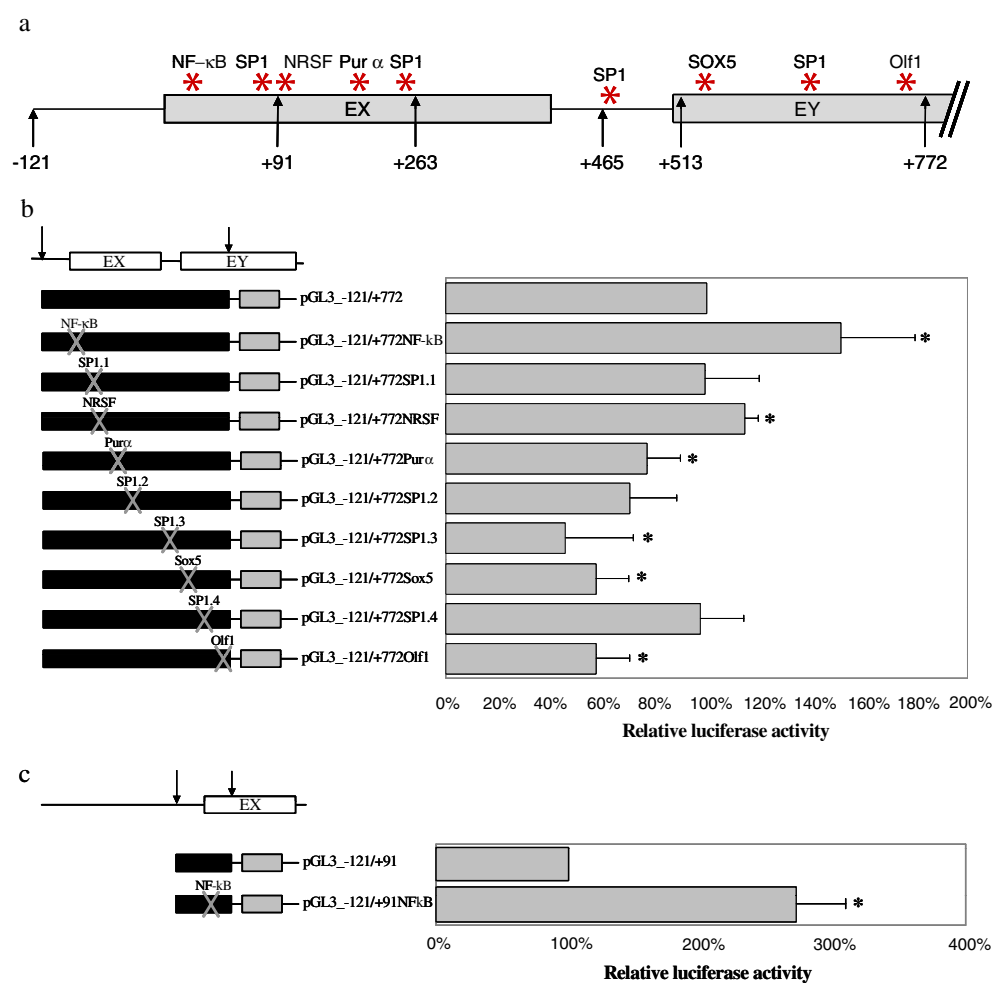 a
NF–κB SP1 NRSF Pur α SP1 SP1 SOX5 SP1 Olf1
EX EY
-121 +91 +263 +465 +513 +772
b
EX EY
pGL3_-121/+772
NF-κB
pGL3_-121/+772NF-kB *
SP1.1
pGL3_-121/+772SP1.1
NRSF
pGL3_-121/+772NRSF *
Purα
pGL3_-121/+772Pur α *
SP1.2
pGL3_-121/+772SP1.2
SP1.3
pGL3_-121/+772SP1.3 *
Sox5
pGL3_-121/+772Sox5 *
SP1.4
pGL3_-121/+772SP1.4
Olf1
pGL3_-121/+772Olf1 *
0% 20% 40% 60% 80% 100% 120% 140% 160% 180% 200%
Relative luciferase activity
c
EX
pGL3_-121/+91
NF-kB
pGL3_-121/+91NFkB *
0% 100% 200% 300% 400%
Relative luciferase activity